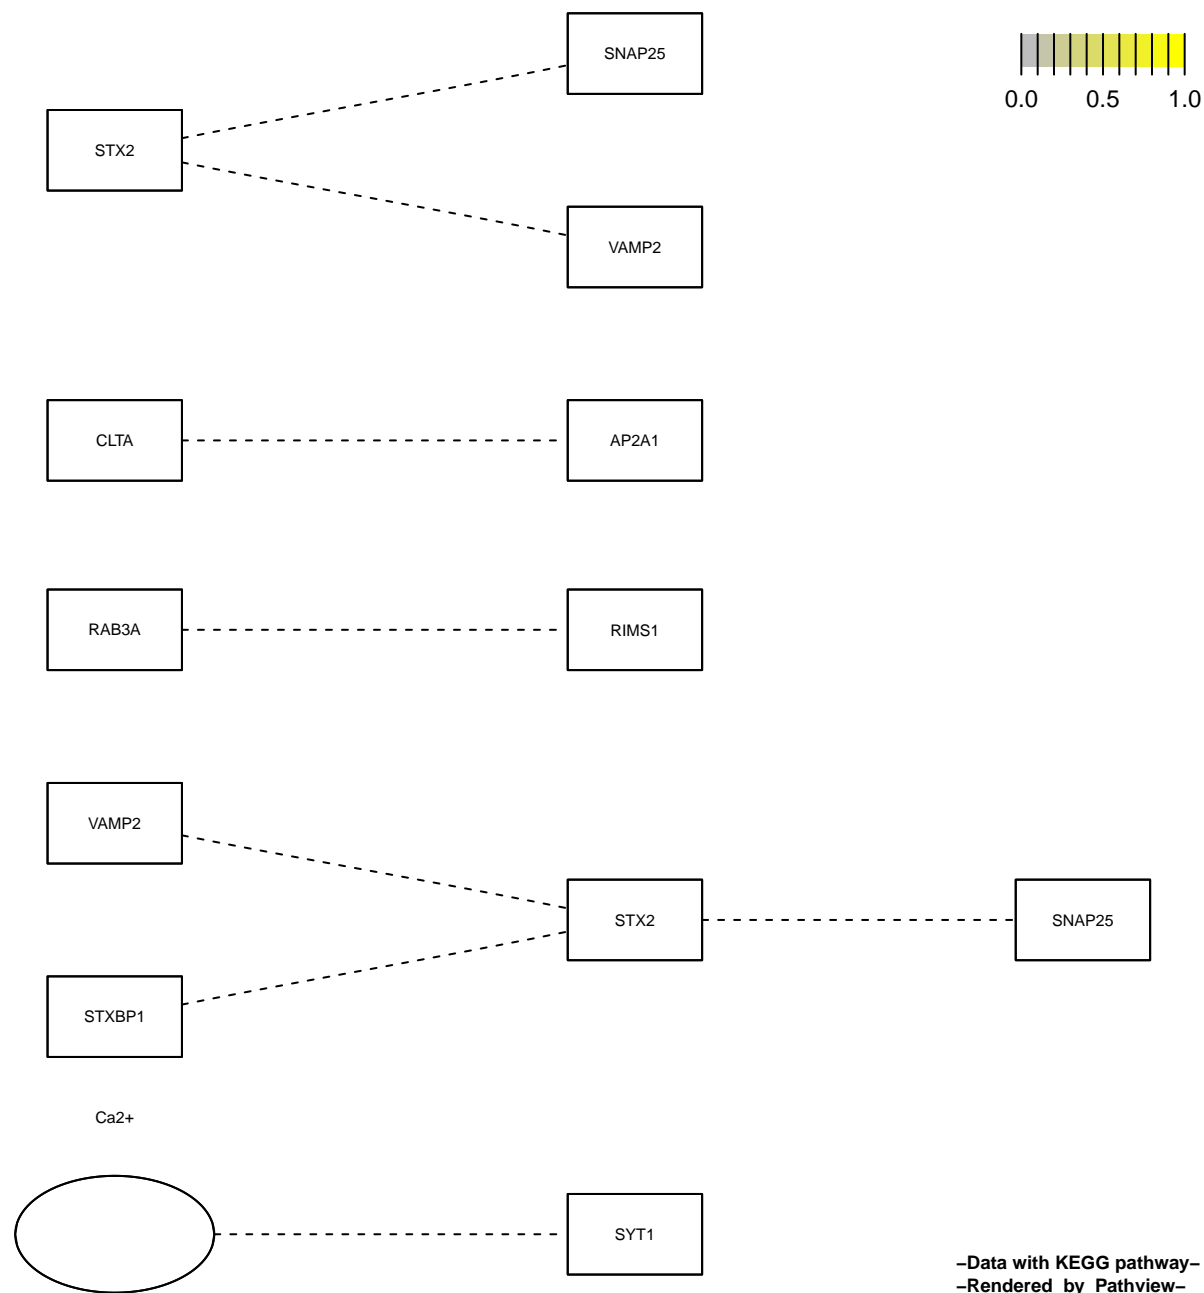 SNAP25
0.0 0.5 1.0
STX2
VAMP2
CLTA AP2A1
RAB3A RIMS1
VAMP2
STX2 SNAP25
STXBP1
Ca2+
SYT1
–Data with KEGG pathway–
–Rendered by Pathview–